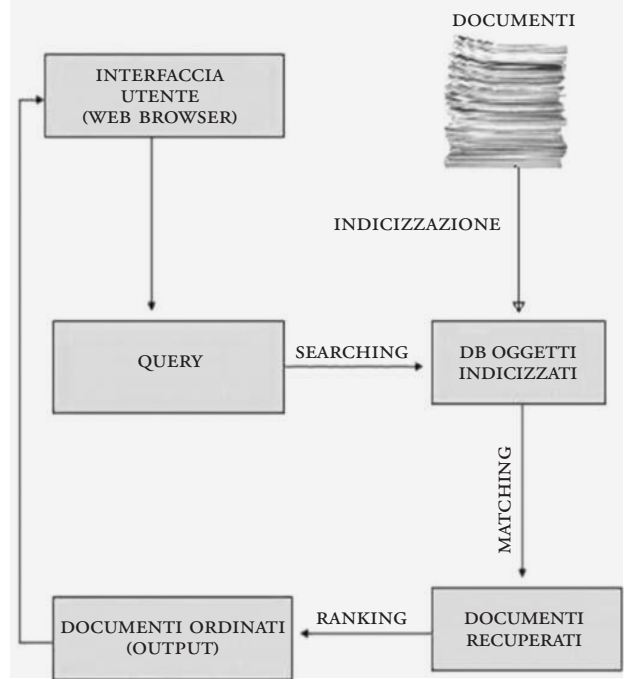 DOCUMENTI
INTERFACCIA
UTENTE
(WEB BROWSER)
INDICIZZAZIONE
QUERY
SEARCHING
DB OGGETTI
INDICIZZATI
MATCHING
DOCUMENTI ORDINATI
(OUTPUT)
RANKING
DOCUMENTI
RECUPERATI